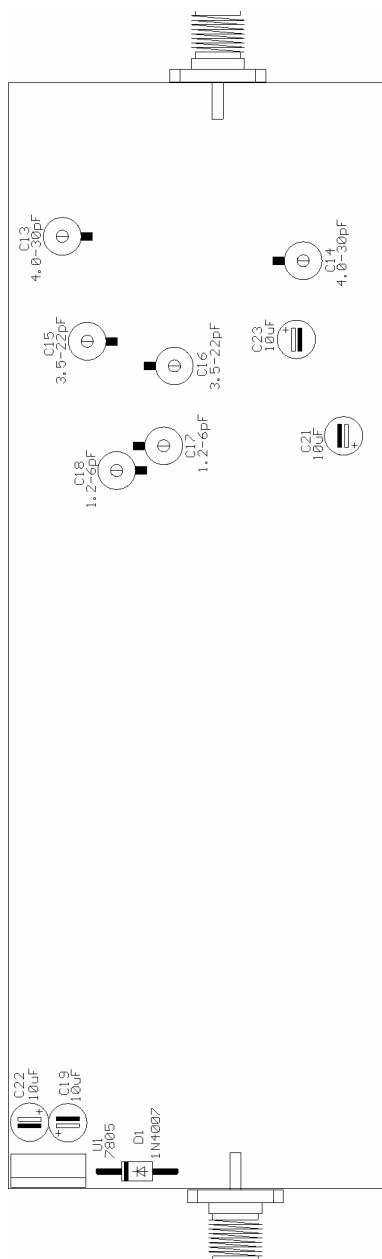 C13
4.0-30pF
C14
4.0-30pF
C15
3.5-22pF
C16
3.5-22pF
C23
10uF
+
C17
1.2-6pF
C18
1.2-6pF
C21
10uF
+
C22
10uF
+
C19
10uF
+
U1
7805
D1
1N4007